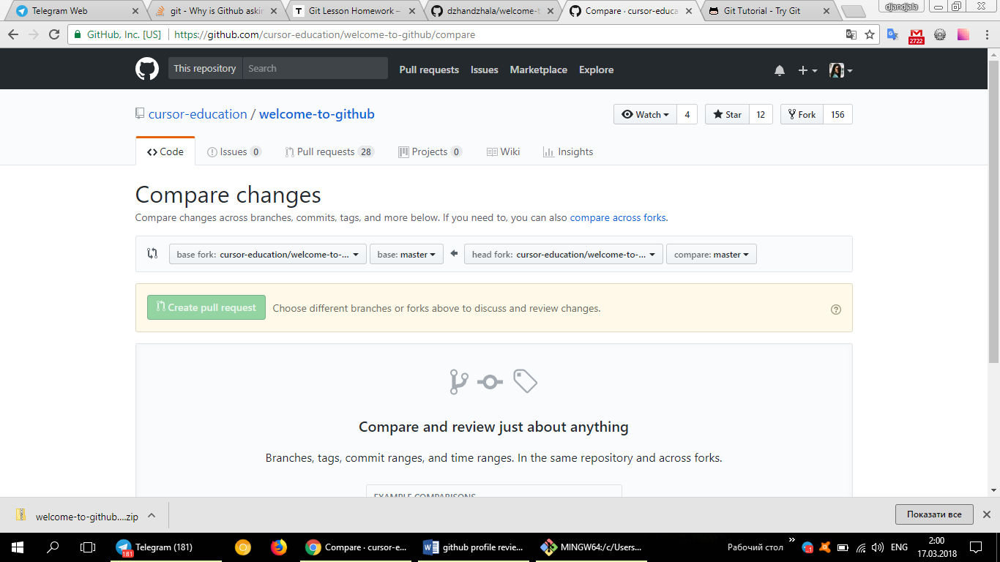 djandjala
Telegram Web
git - Why is Github askin
Git Lesson Homework –
dzhandzhala/welcome-t
Compare · cursor-educa
Git Tutorial - Try Git
GitHub, Inc. [US]
https://github.com/cursor-education/welcome-to-github/compare
2722
This repository
Search
Pull requests
Issues
Marketplace
Explore
cursor-education / welcome-to-github
Watch 4
Star 12
Fork 156
Code
Issues 0
Pull requests 28
Projects 0
Wiki
Insights
Compare changes
Compare changes across branches, commits, tags, and more below. If you need to, you can also compare across forks.
base fork: cursor-education/welcome-to-...
base: master
head fork: cursor-education/welcome-to-...
compare: master
Create pull request
Choose different branches or forks above to discuss and review changes.
Compare and review just about anything
Branches, tags, commit ranges, and time ranges. In the same repository and across forks.
EXAMPLE COMPARISONS
welcome-to-github....zip
Показати все
Telegram (181)
181
Compare · cursor-e...
github profile revie...
MINGW64:/c/Users...
Рабочий стол
ENG
2:00
17.03.2018